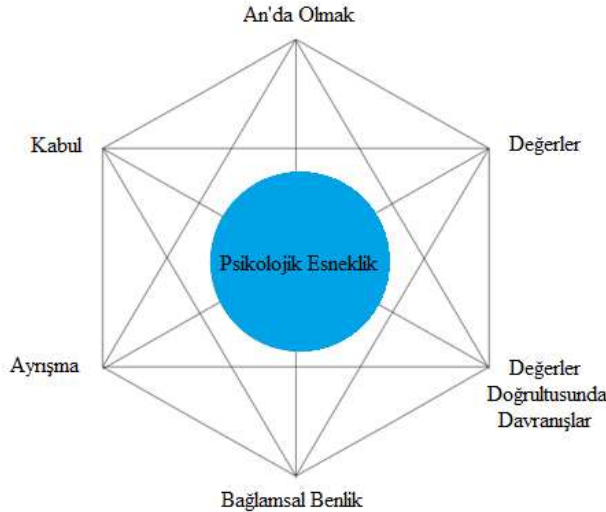 An'da Olmak
Kabul
Değerler
Psikolojik Esneklik
Ayrışma
Değerler
Doğrultusunda
Davranışlar
Bağlamsal Benlik